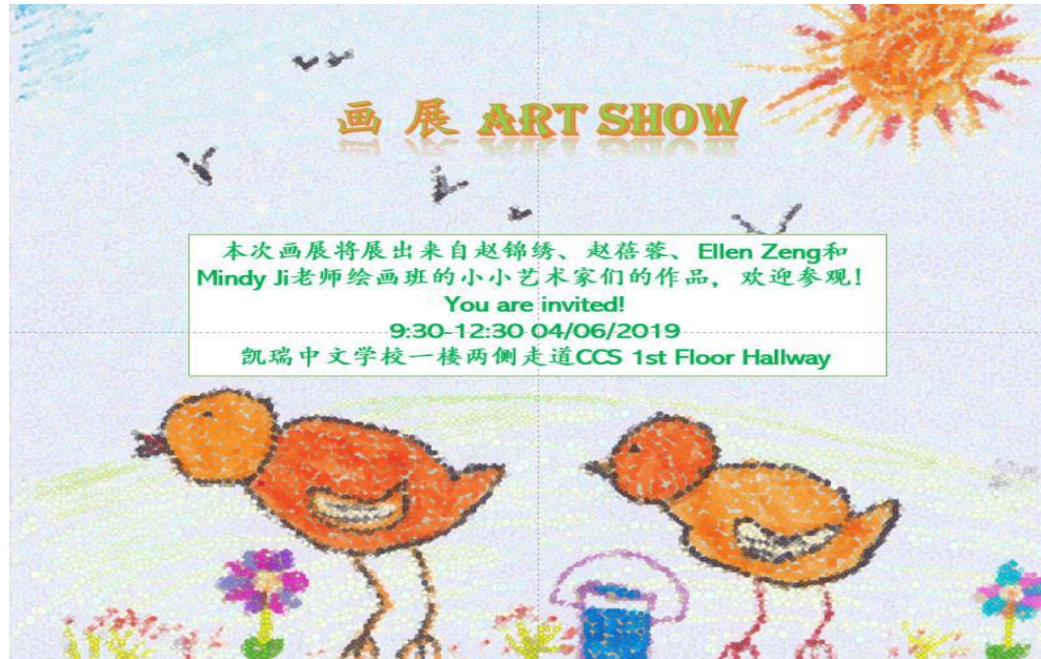 画 展 ART SHOW
本次画展将展出来自赵锦绣、赵蓓蓉、Ellen Zeng和
Mindy Ji老师绘画班的小小艺术家们的作品，欢迎参观！
You are invited!
9:30-12:30 04/06/2019
凯瑞中文学校一楼两侧走道CCS 1st Floor Hallway